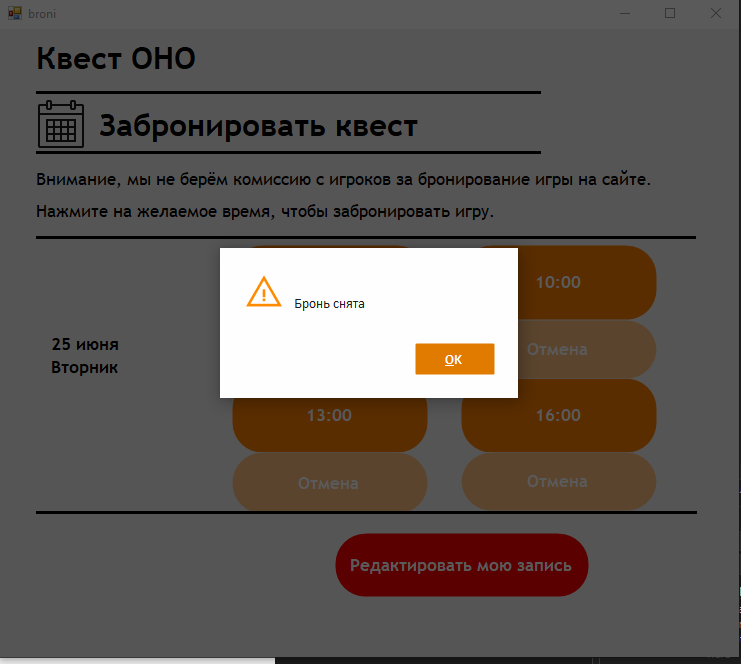 broni
Квест ОНО
Забронировать квест
Внимание, мы не берём комиссию с игроков за бронирование игры на сайте.
Нажмите на желаемое время, чтобы забронировать игру.
10:00
Бронь снята
Отмена
25 июня
Вторник
OK
13:00
16:00
Отмена
Отмена
Редактировать мою запись